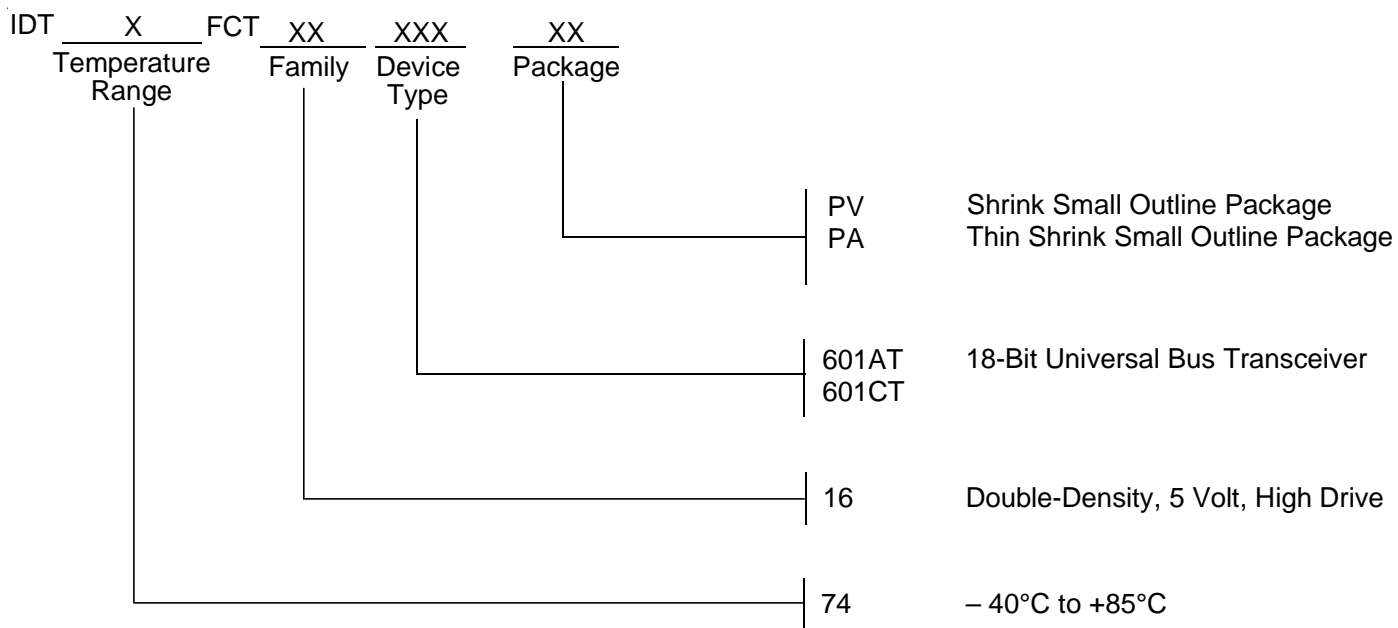 IDT X FCT XX XXX XX
Temperature Range Family Device Type Package
PV Shrink Small Outline Package
PA Thin Shrink Small Outline Package
601AT 18-Bit Universal Bus Transceiver
601CT
16 Double-Density, 5 Volt, High Drive
74 – 40°C to +85°C